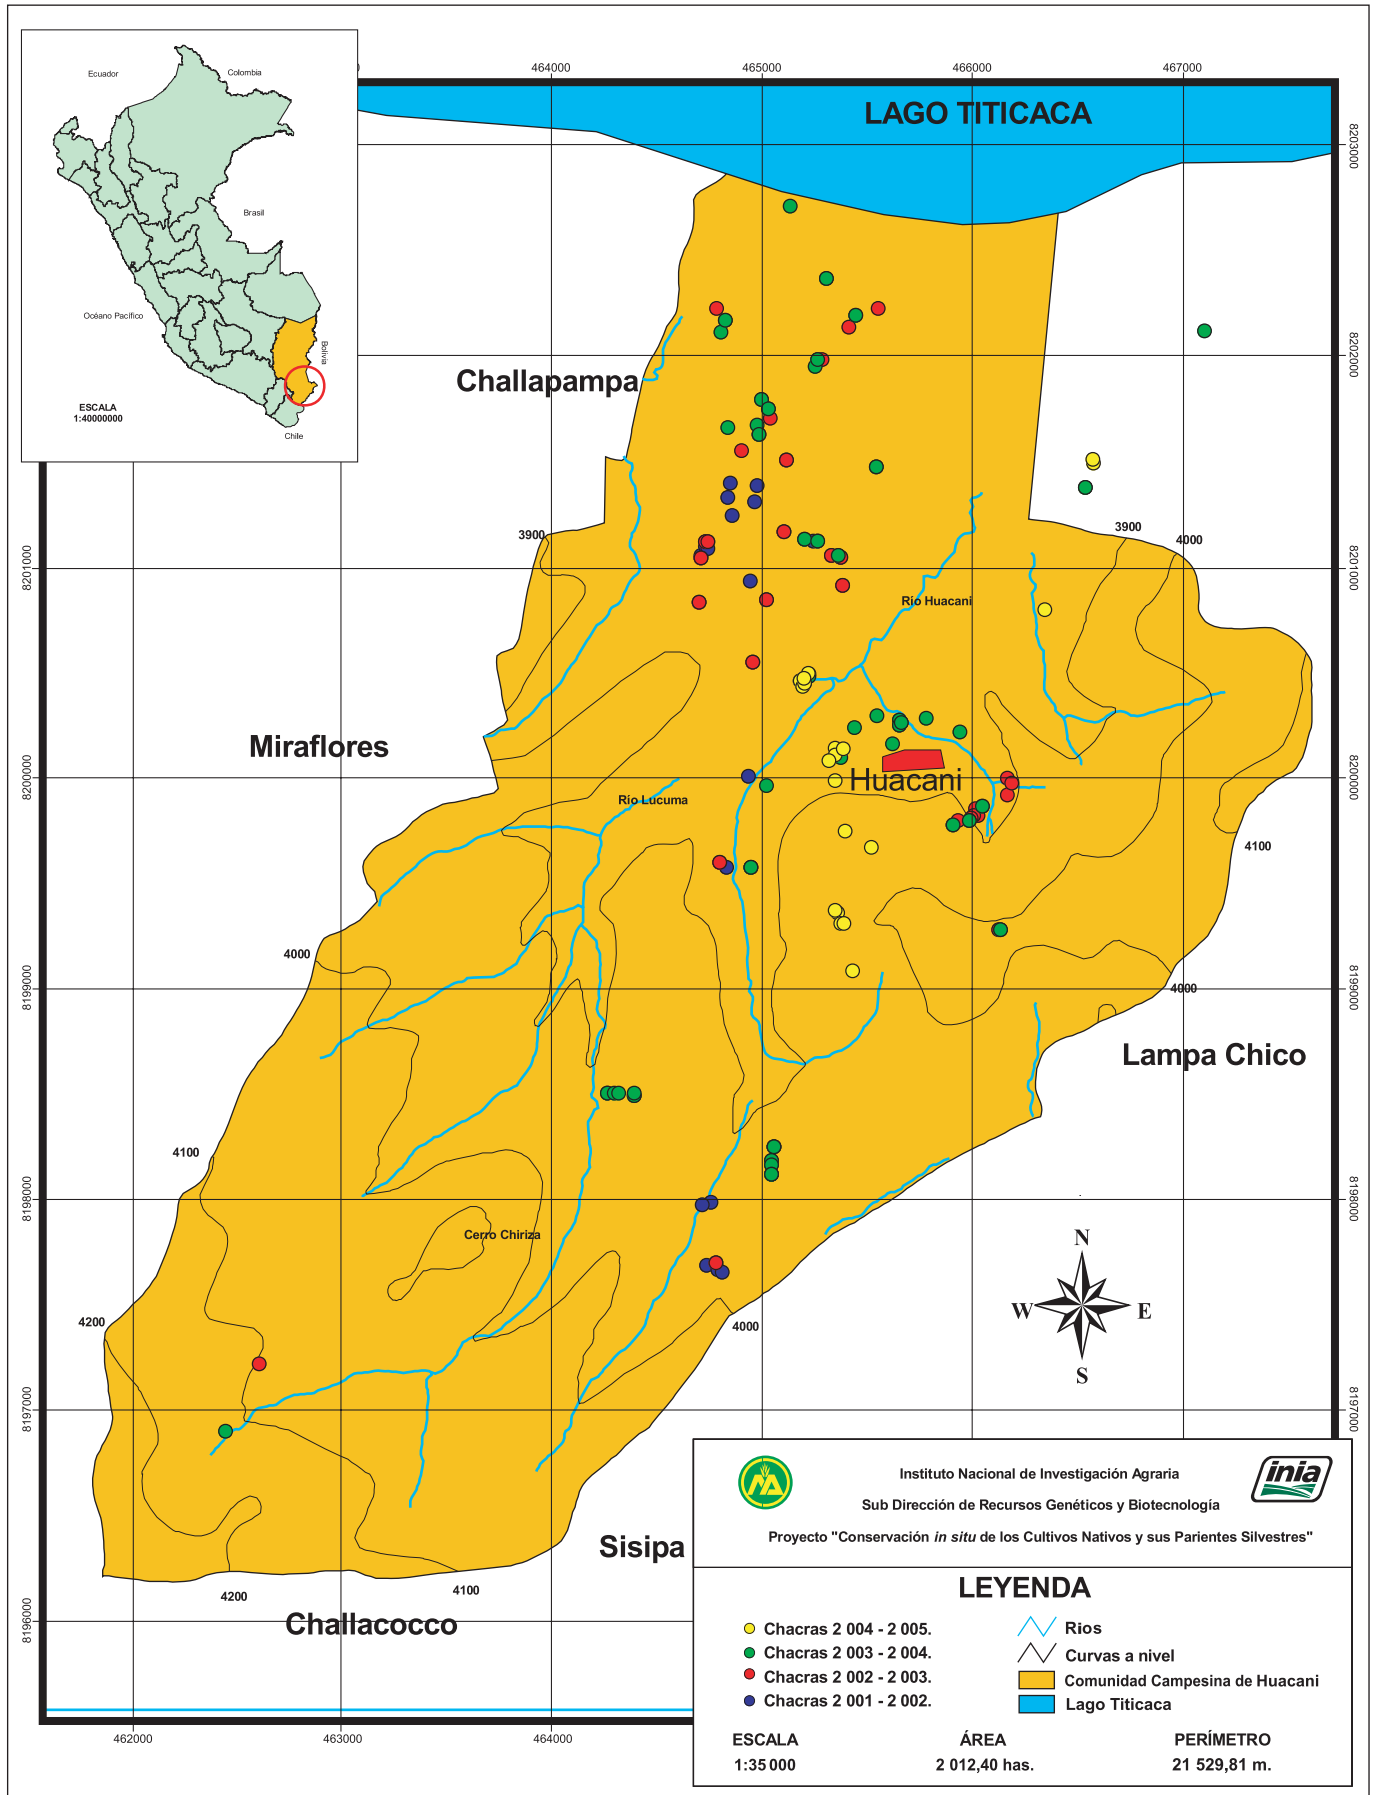 Ecuador
Colombia
Brasil
Océano Pacífico
Bolivia
ESCALA
1:40000000
Chile
464000
465000
466000
467000
LAGO TITICACA
8203000
8202000
Challapampa
3900
3900
4000
8201000
8201000
Río Huacani
Miraflores
8200000
8200000
Huacani
Río Lucuma
4100
4000
8199000
8199000
4000
Lampa Chico
4100
8198000
8198000
Cerro Chiriza
N
W
E
S
4200
4000
8197000
8197000
Sisipa
4100
4200
Challacocco
8196000
462000
463000
464000
Instituto Nacional de Investigación Agraria
Sub Dirección de Recursos Genéticos y Biotecnología
Proyecto "Conservación in situ de los Cultivos Nativos y sus Parientes Silvestres"
inia
LEYENDA
Chacras 2 004 - 2 005.
Chacras 2 003 - 2 004.
Chacras 2 002 - 2 003.
Chacras 2 001 - 2 002.
Rios
Curvas a nivel
Comunidad Campesina de Huacani
Lago Titicaca
ESCALA
1:35 000
ÁREA
2 012,40 has.
PERÍMETRO
21 529,81 m.